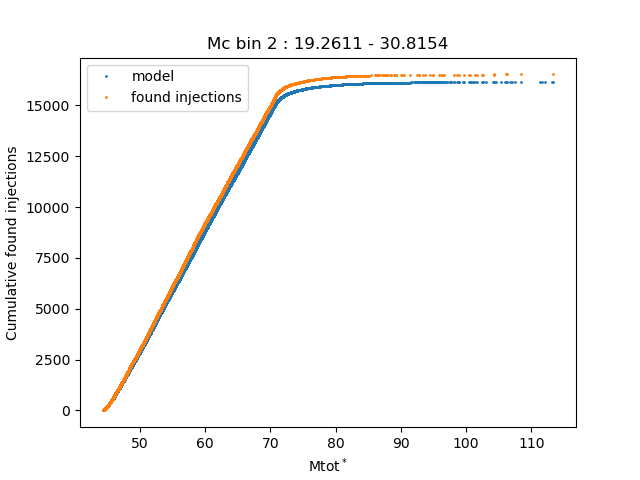 Mc bin 2 : 19.2611 - 30.8154
model
found injections
Cumulative found injections
15000
12500
10000
7500
5000
2500
0
50 60 70 80 90 100 110
Mtot*